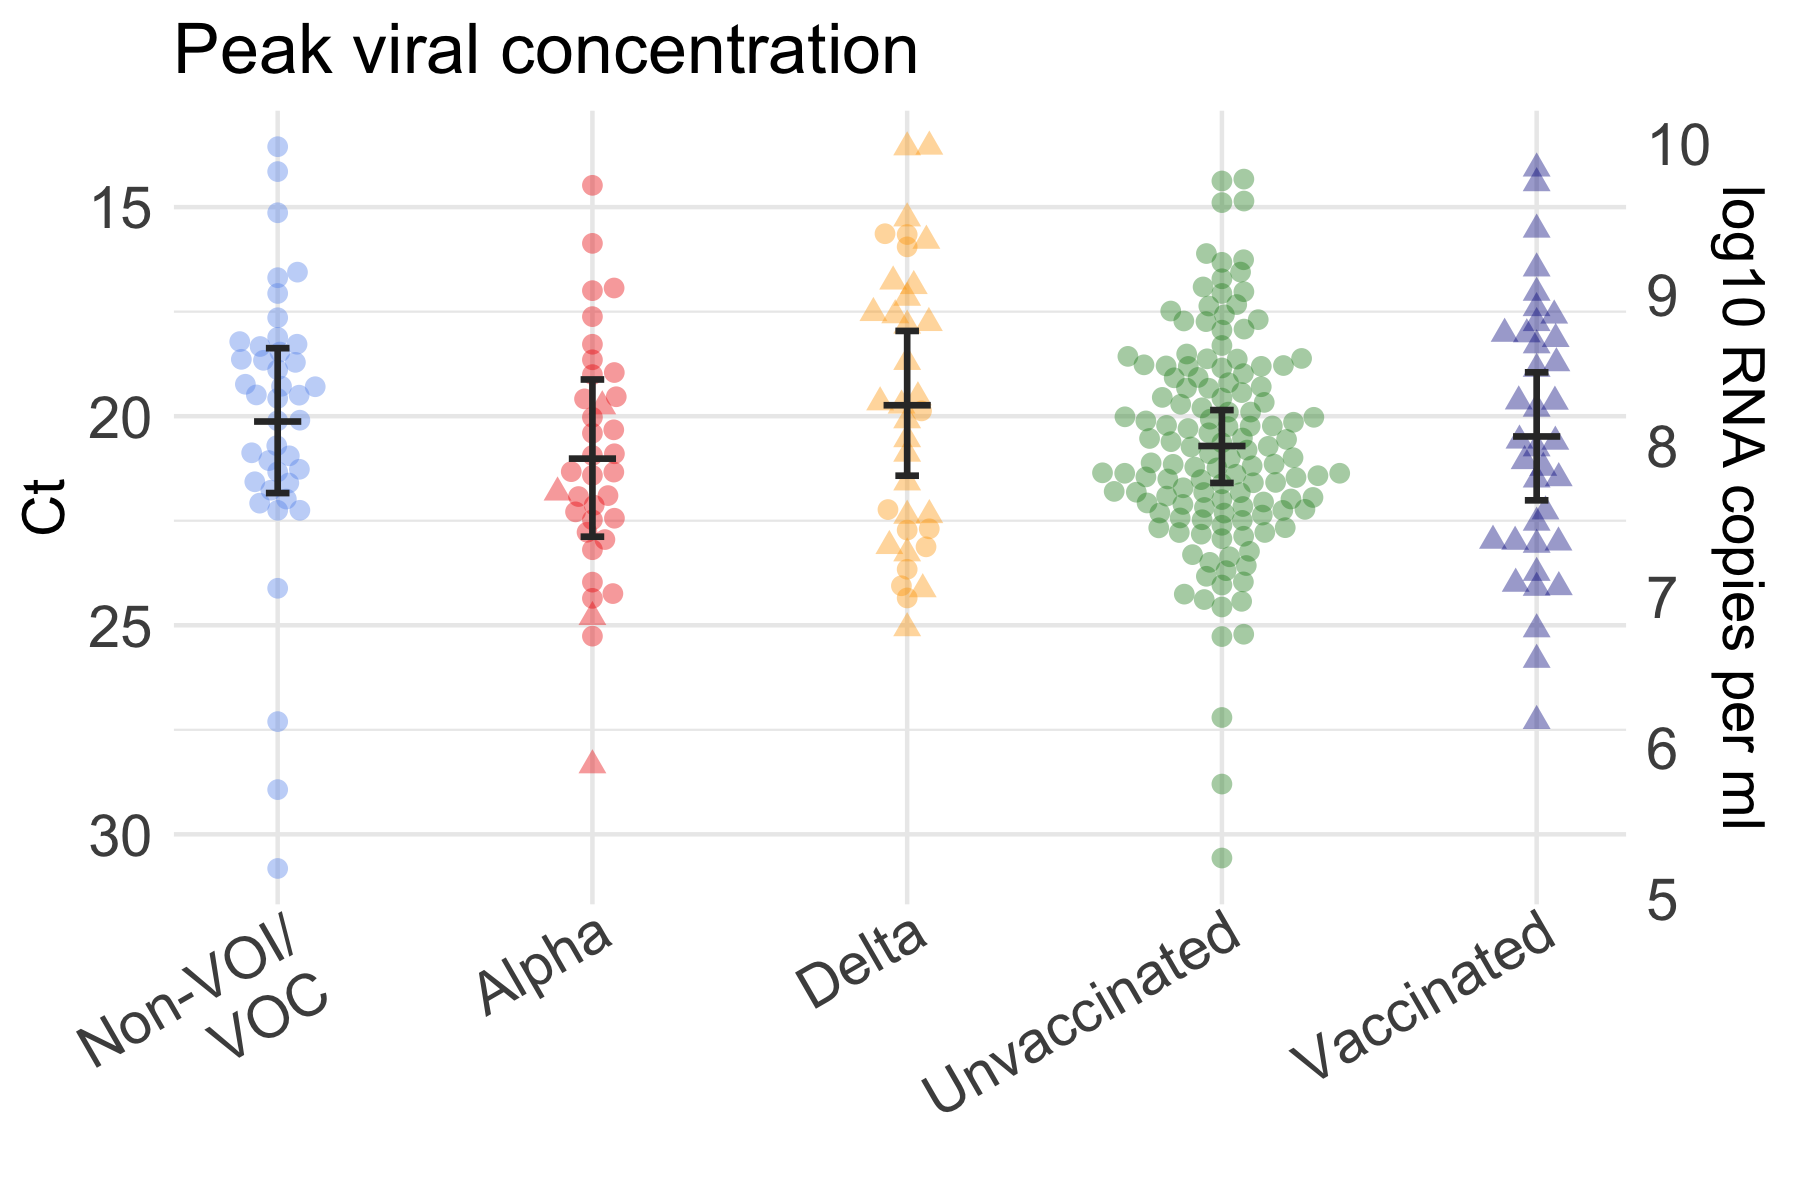 Peak viral concentration
Ct
15
20
25
30
10
9
8
7
6
5
log10 RNA copies per ml
Non-VOI/
VOC
Alpha
Delta
Unvaccinated
Vaccinated